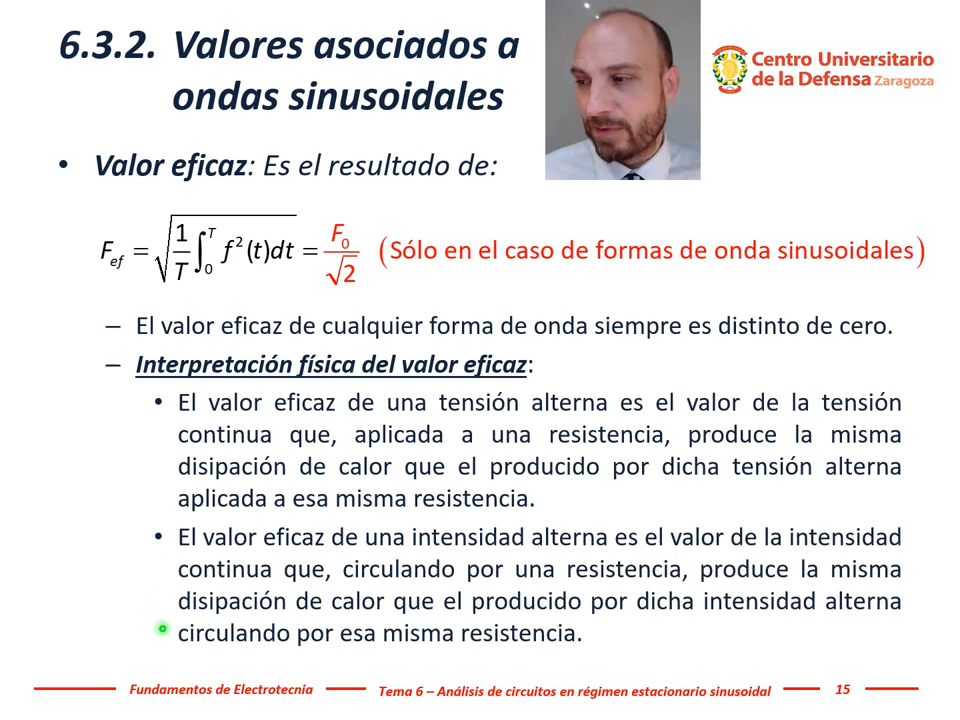 6.3.2. Valores asociados a
ondas sinusoidales
Centro Universitario
de la Defensa Zaragoza
• Valor eficaz: Es el resultado de:
F_ef = √(1/T ∫₀ᵀ f²(t)dt) = F₀/√2 (Sólo en el caso de formas de onda sinusoidales)
– El valor eficaz de cualquier forma de onda siempre es distinto de cero.
– Interpretación física del valor eficaz:
• El valor eficaz de una tensión alterna es el valor de la tensión
continua que, aplicada a una resistencia, produce la misma
disipación de calor que el producido por dicha tensión alterna
aplicada a esa misma resistencia.
• El valor eficaz de una intensidad alterna es el valor de la intensidad
continua que, circulando por una resistencia, produce la misma
disipación de calor que el producido por dicha intensidad alterna
circulando por esa misma resistencia.
Fundamentos de Electrotecnia
Tema 6 – Análisis de circuitos en régimen estacionario sinusoidal
15